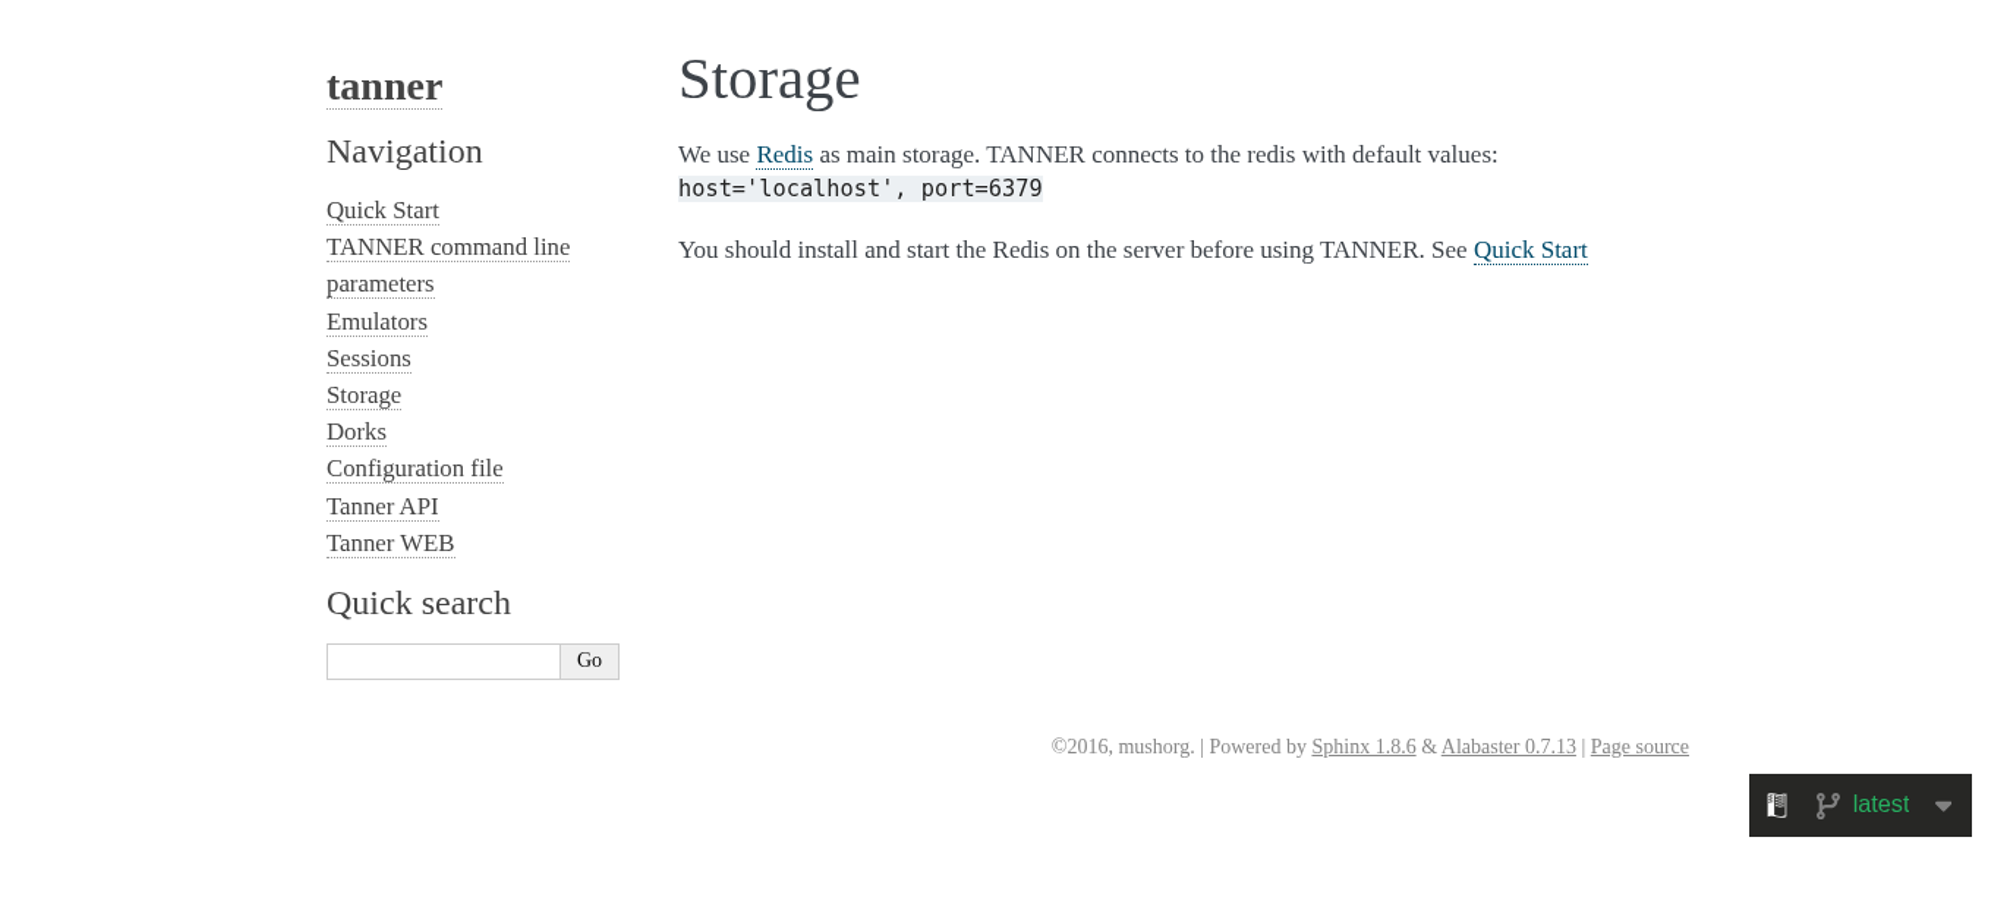 tanner
Navigation
Quick Start
TANNER command line
parameters
Emulators
Sessions
Storage
Dorks
Configuration file
Tanner API
Tanner WEB
Quick search
Go
Storage
We use Redis as main storage. TANNER connects to the redis with default values:
host='localhost', port=6379
You should install and start the Redis on the server before using TANNER. See Quick Start
©2016, mushorg. | Powered by Sphinx 1.8.6 & Alabaster 0.7.13 | Page source
latest